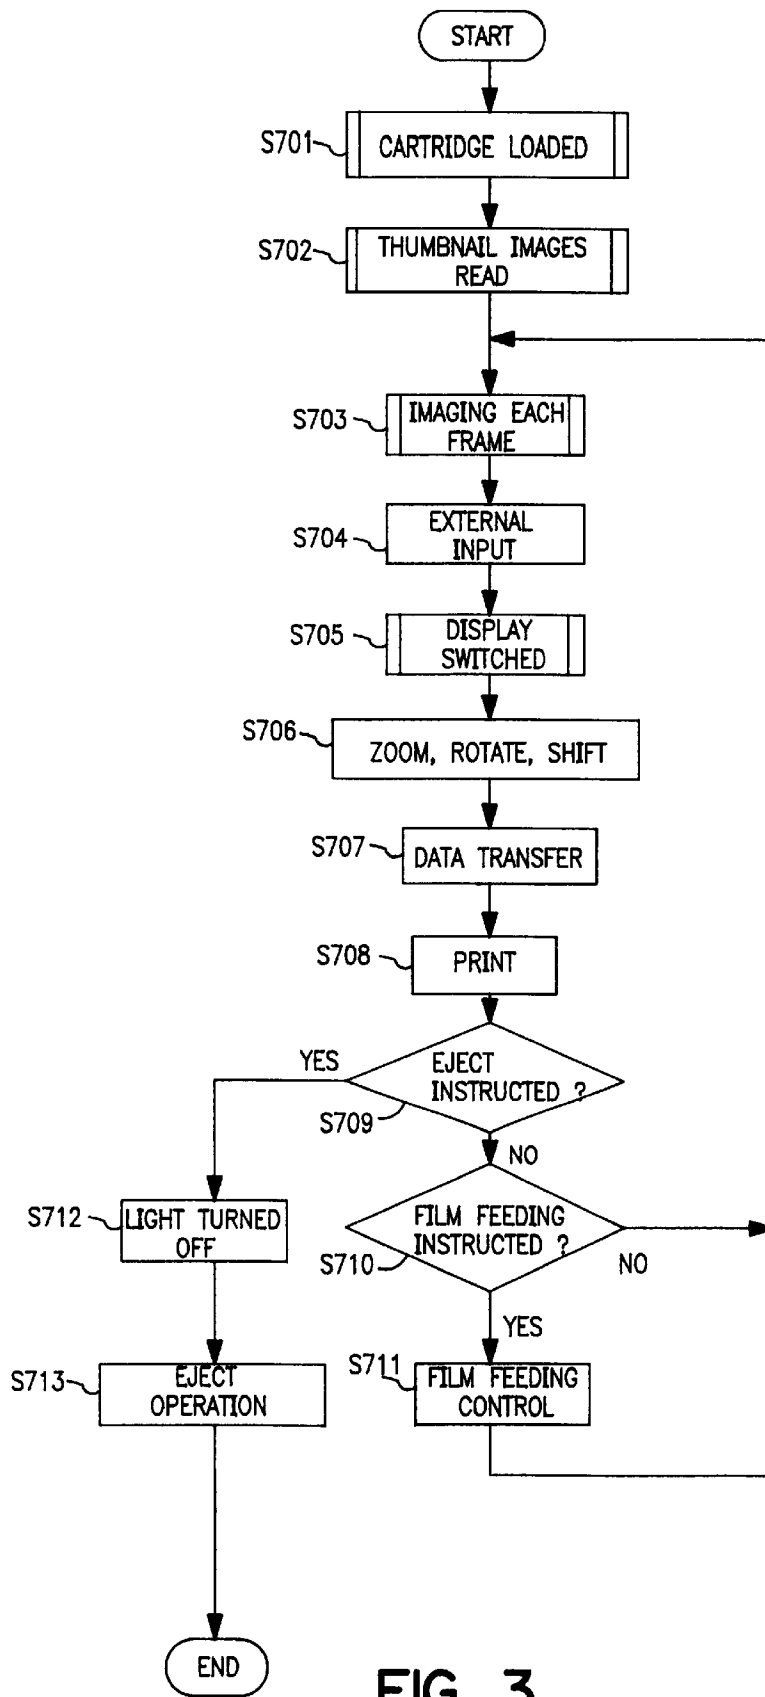 START
S701
CARTRIDGE LOADED
S702
THUMBNAIL IMAGES
READ
S703
IMAGING EACH
FRAME
S704
EXTERNAL
INPUT
S705
DISPLAY
SWITCHED
S706
ZOOM, ROTATE, SHIFT
S707
DATA TRANSFER
S708
PRINT
YES
EJECT
INSTRUCTED ?
S709
NO
S712
LIGHT TURNED
OFF
FILM FEEDING
INSTRUCTED ?
S710
NO
YES
S713
EJECT
OPERATION
S711
FILM FEEDING
CONTROL
END
FIG. 3